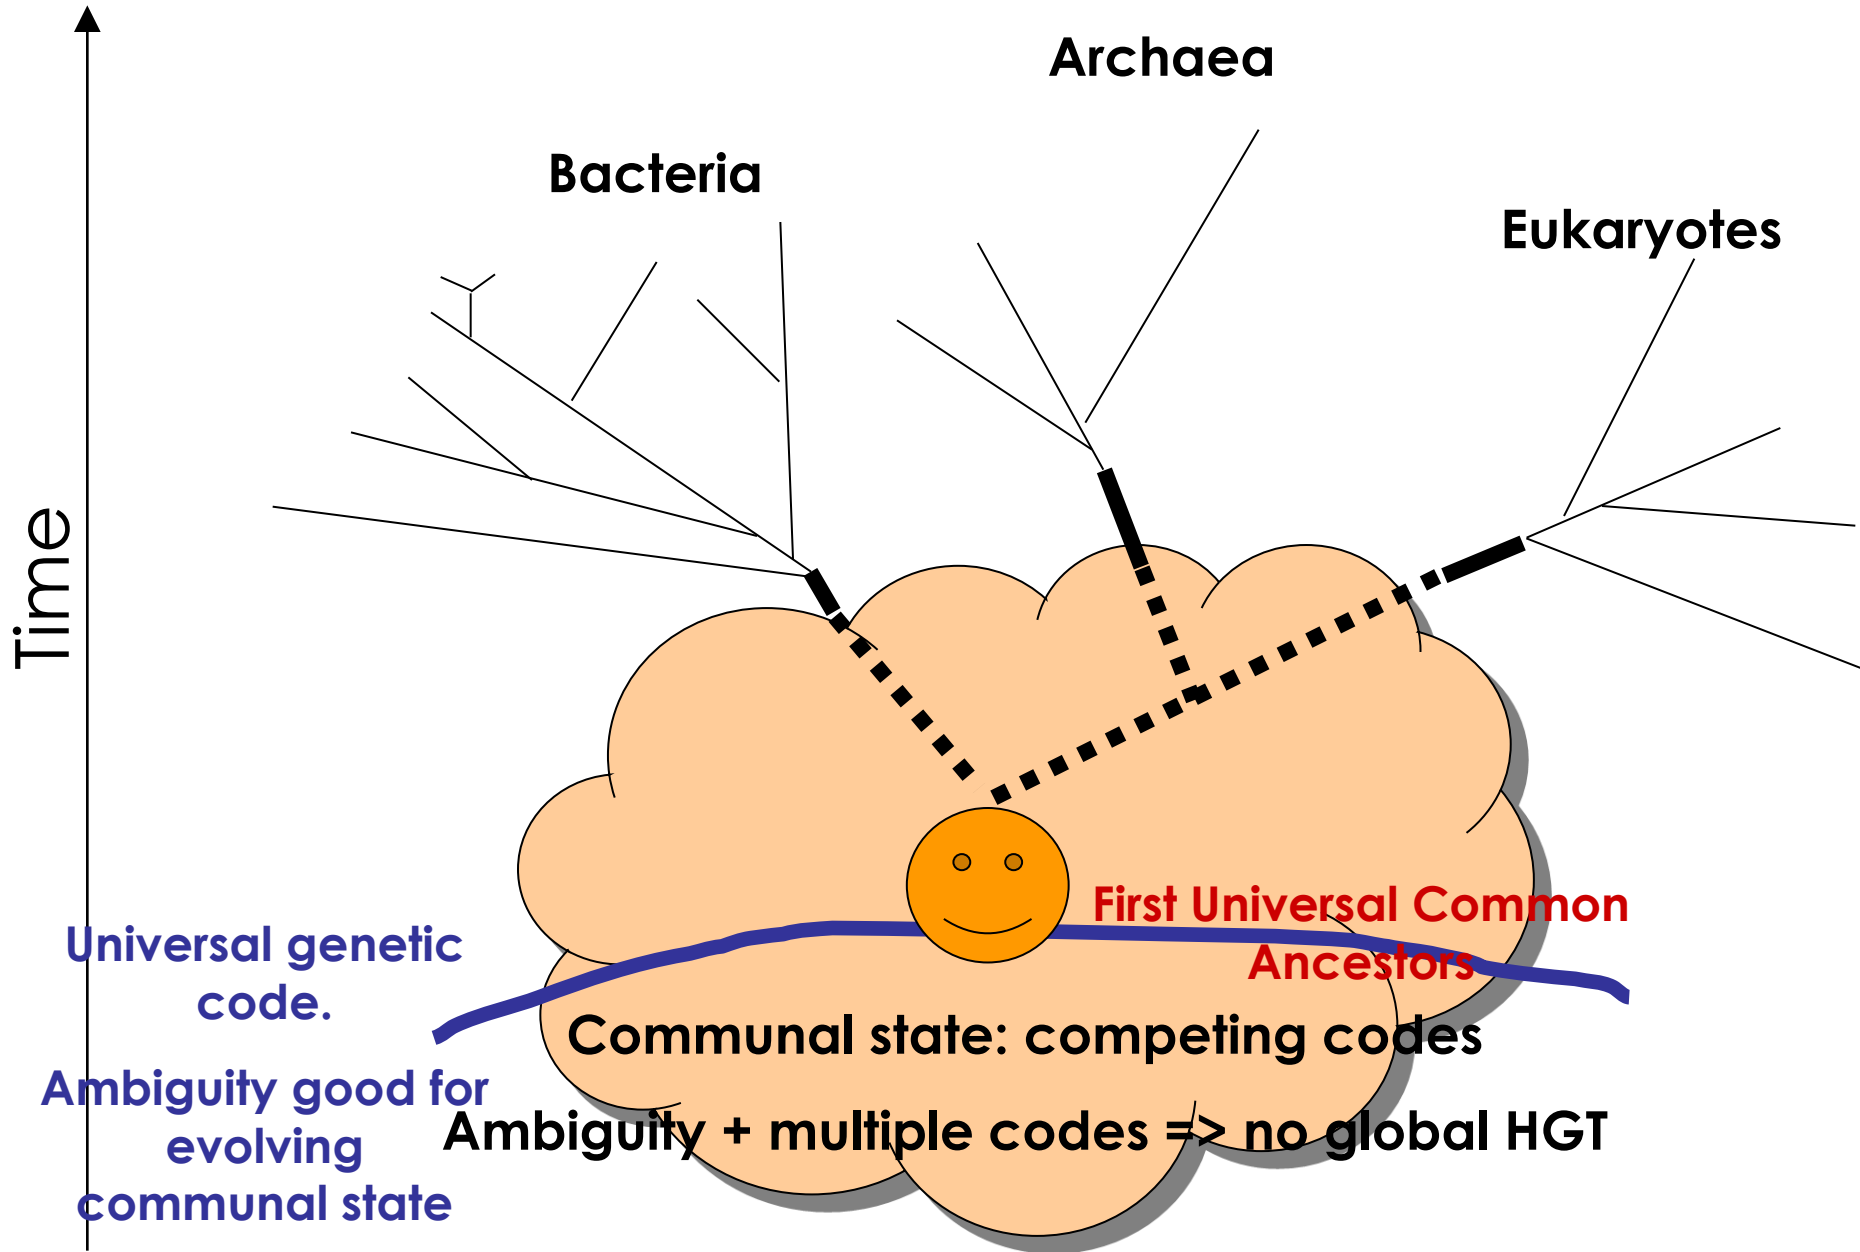 Archaea
Bacteria
Eukaryotes
Time
First Universal Common
Ancestors
Universal genetic
code.
Communal state: competing codes
Ambiguity good for
evolving
communal state
Ambiguity + multiple codes => no global HGT